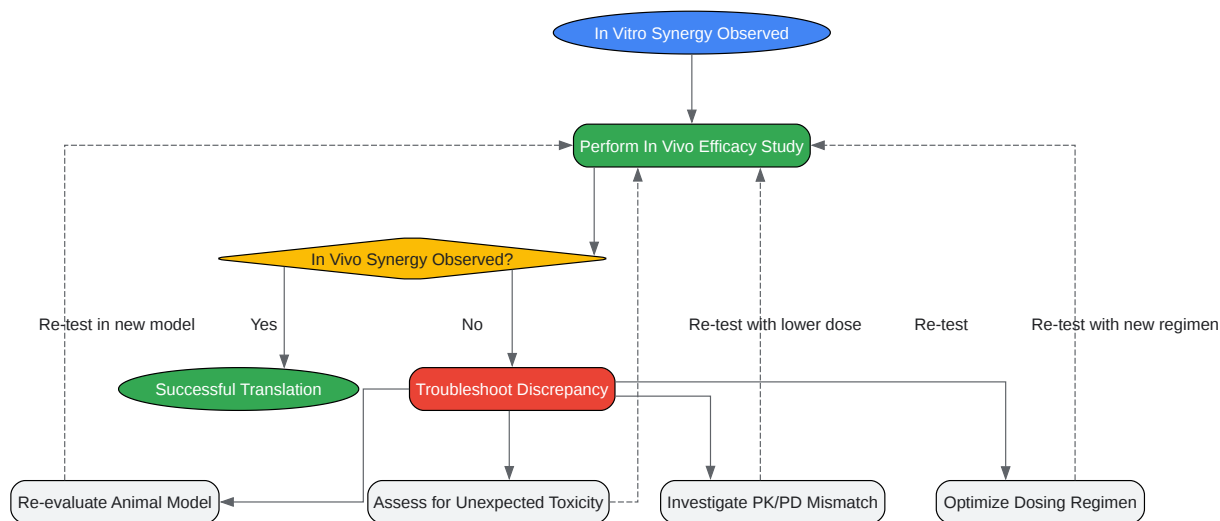 In Vitro Synergy Observed
Perform In Vivo Efficacy Study
In Vivo Synergy Observed?
Re-test in new model
Yes
No
Re-test with lower dose
Re-test
Re-test with new regimen
Successful Translation
Troubleshoot Discrepancy
Re-evaluate Animal Model
Assess for Unexpected Toxicity
Investigate PK/PD Mismatch
Optimize Dosing Regimen